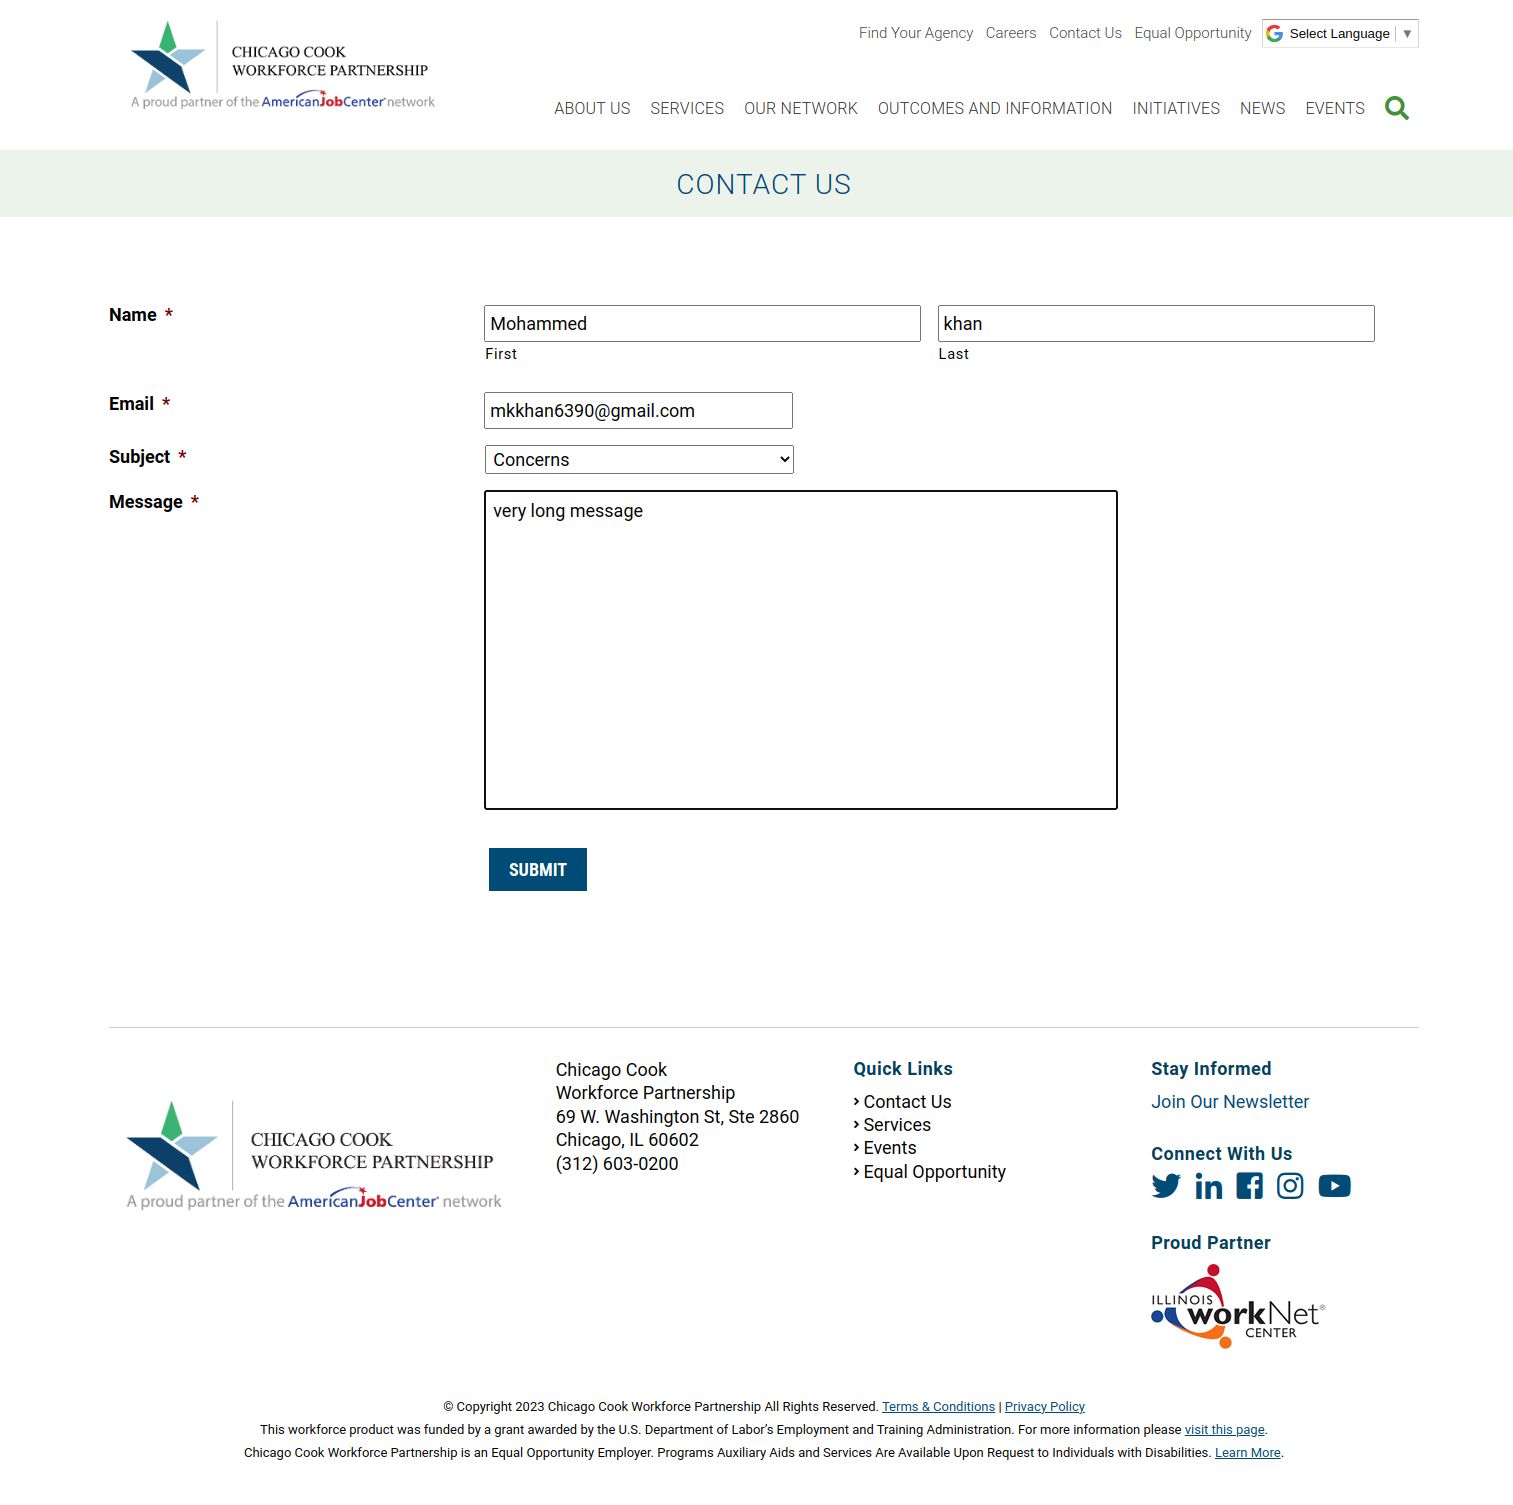 CHICAGO COOK
WORKFORCE PARTNERSHIP
A proud partner of the AmericanJobCenter network
Find Your Agency Careers Contact Us Equal Opportunity Select Language ▼
ABOUT US SERVICES OUR NETWORK OUTCOMES AND INFORMATION INITIATIVES NEWS EVENTS
CONTACT US
Name *
Mohammed khan
First Last
Email *
mkkhan6390@gmail.com
Subject *
Concerns
Message *
very long message
SUBMIT
CHICAGO COOK
WORKFORCE PARTNERSHIP
A proud partner of the AmericanJobCenter network
Chicago Cook
Workforce Partnership
69 W. Washington St, Ste 2860
Chicago, IL 60602
(312) 603-0200
Quick Links
Contact Us
Services
Events
Equal Opportunity
Stay Informed
Join Our Newsletter
Connect With Us
Proud Partner
ILLINOIS
workNet®
CENTER
© Copyright 2023 Chicago Cook Workforce Partnership All Rights Reserved. Terms & Conditions | Privacy Policy
This workforce product was funded by a grant awarded by the U.S. Department of Labor’s Employment and Training Administration. For more information please visit this page.
Chicago Cook Workforce Partnership is an Equal Opportunity Employer. Programs Auxiliary Aids and Services Are Available Upon Request to Individuals with Disabilities. Learn More.